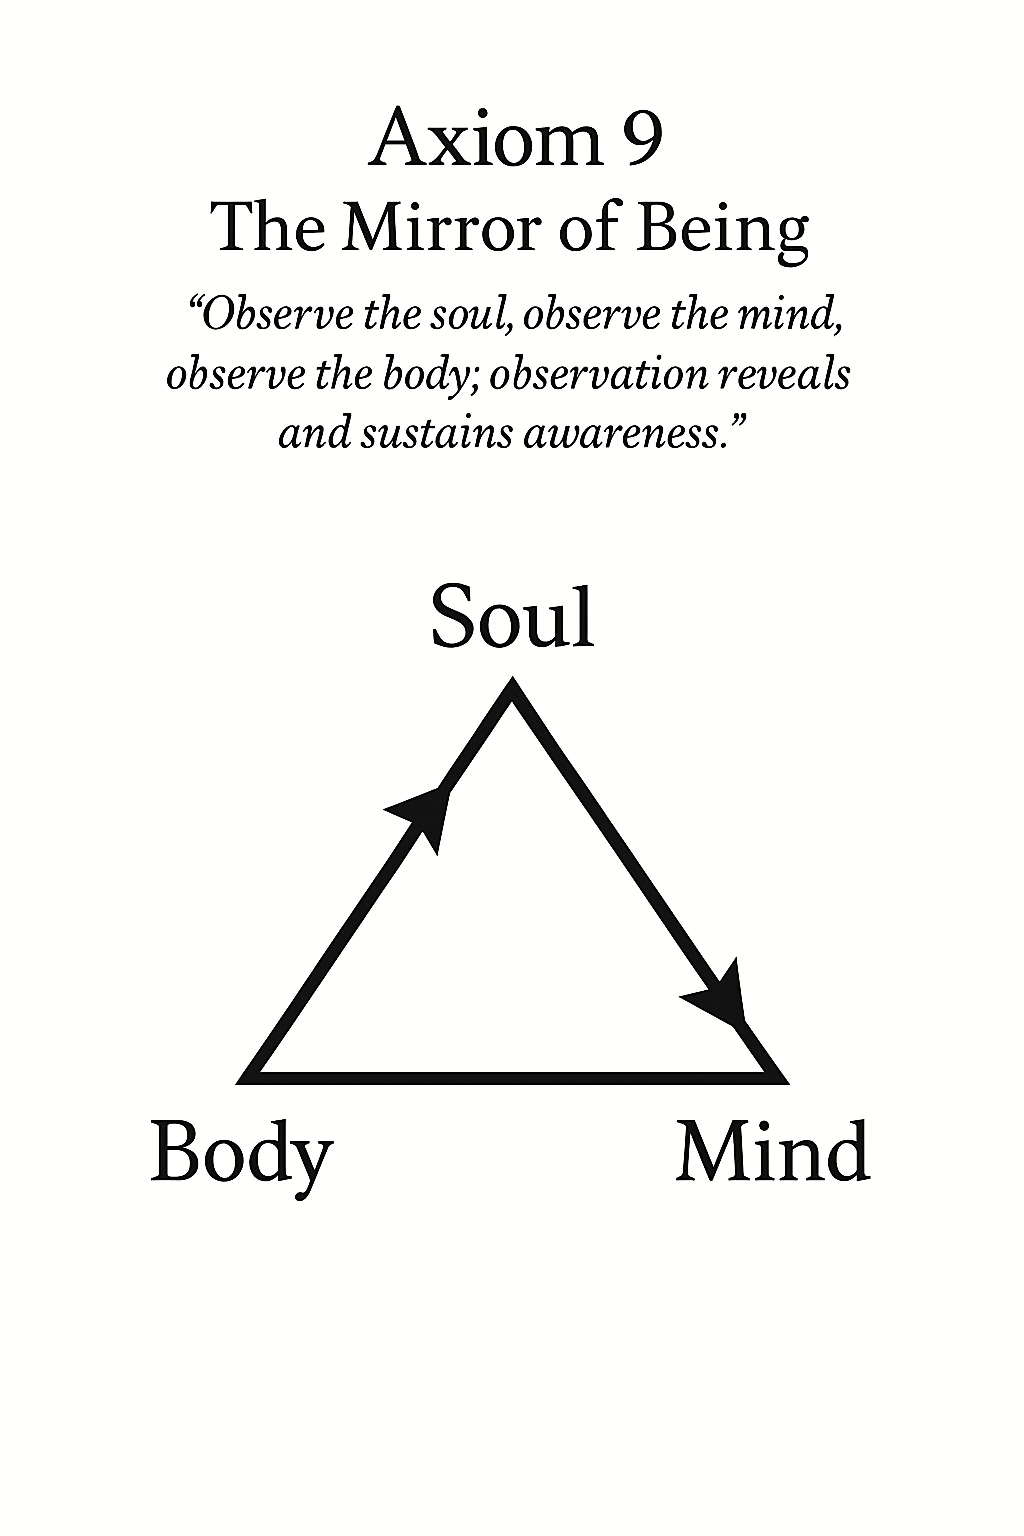 Axiom 9
The Mirror of Being
“Observe the soul, observe the mind,
observe the body; observation reveals
and sustains awareness.”
Soul
Body
Mind